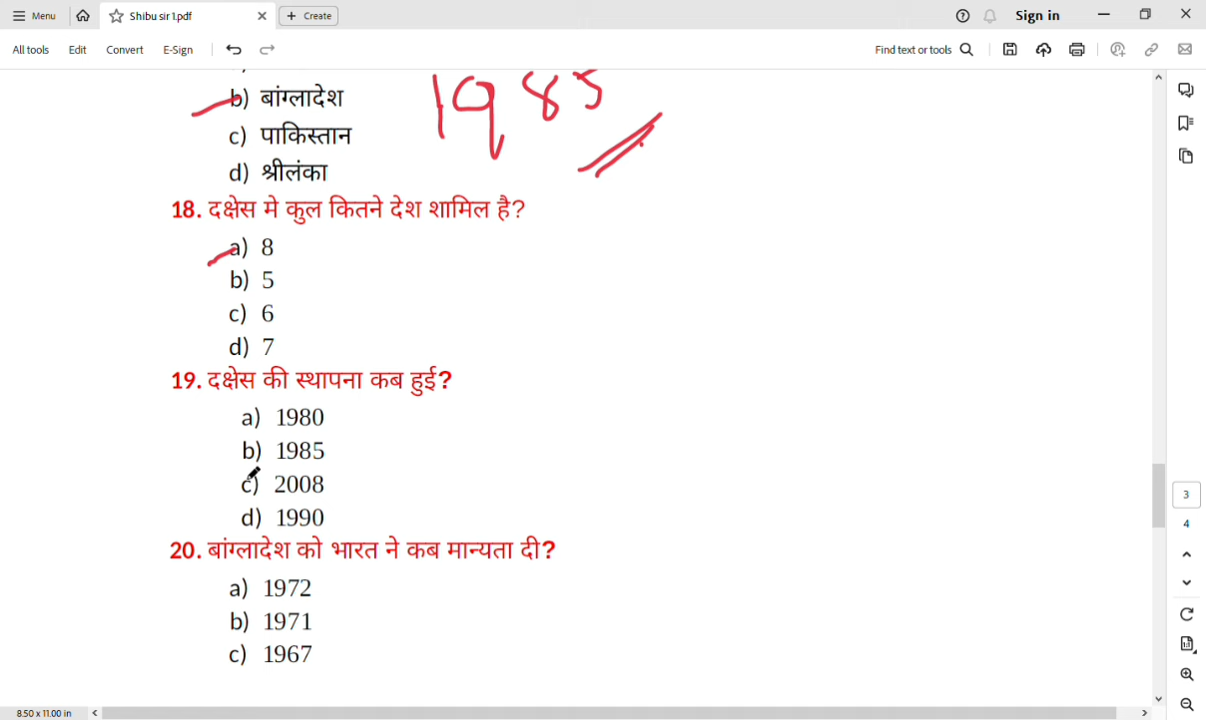 Menu
Shibu sir 1.pdf
Create
Sign in
All tools
Edit
Convert
E-Sign
Find text or tools
b) बांग्लादेश
1985
c) पाकिस्तान
d) श्रीलंका
18. दक्षेस मे कुल कितने देश शामिल है?
a) 8
b) 5
c) 6
d) 7
19. दक्षेस की स्थापना कब हुई?
a) 1980
b) 1985
c) 2008
d) 1990
20. बांग्लादेश को भारत ने कब मान्यता दी?
a) 1972
b) 1971
c) 1967
3
4
8.50 x 11.00 in